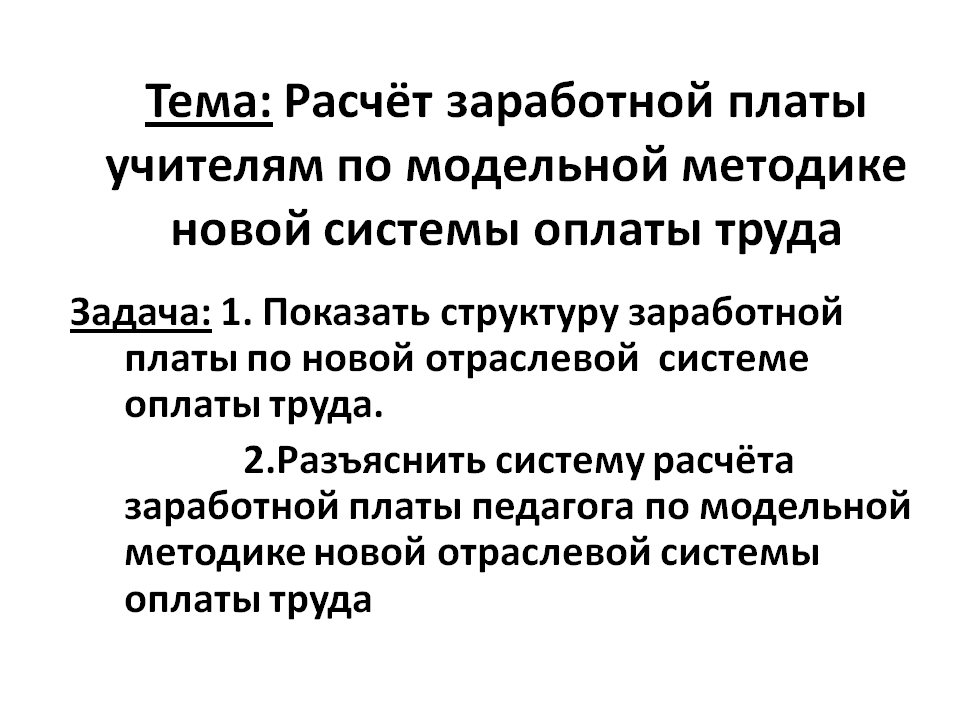 Тема: Расчёт заработной платы
учителям по модельной методике
новой системы оплаты труда
Задача: 1. Показать структуру заработной
платы по новой отраслевой системе
оплаты труда.
2.Разъяснить систему расчёта
заработной платы педагога по модельной
методике новой отраслевой системы
оплаты труда